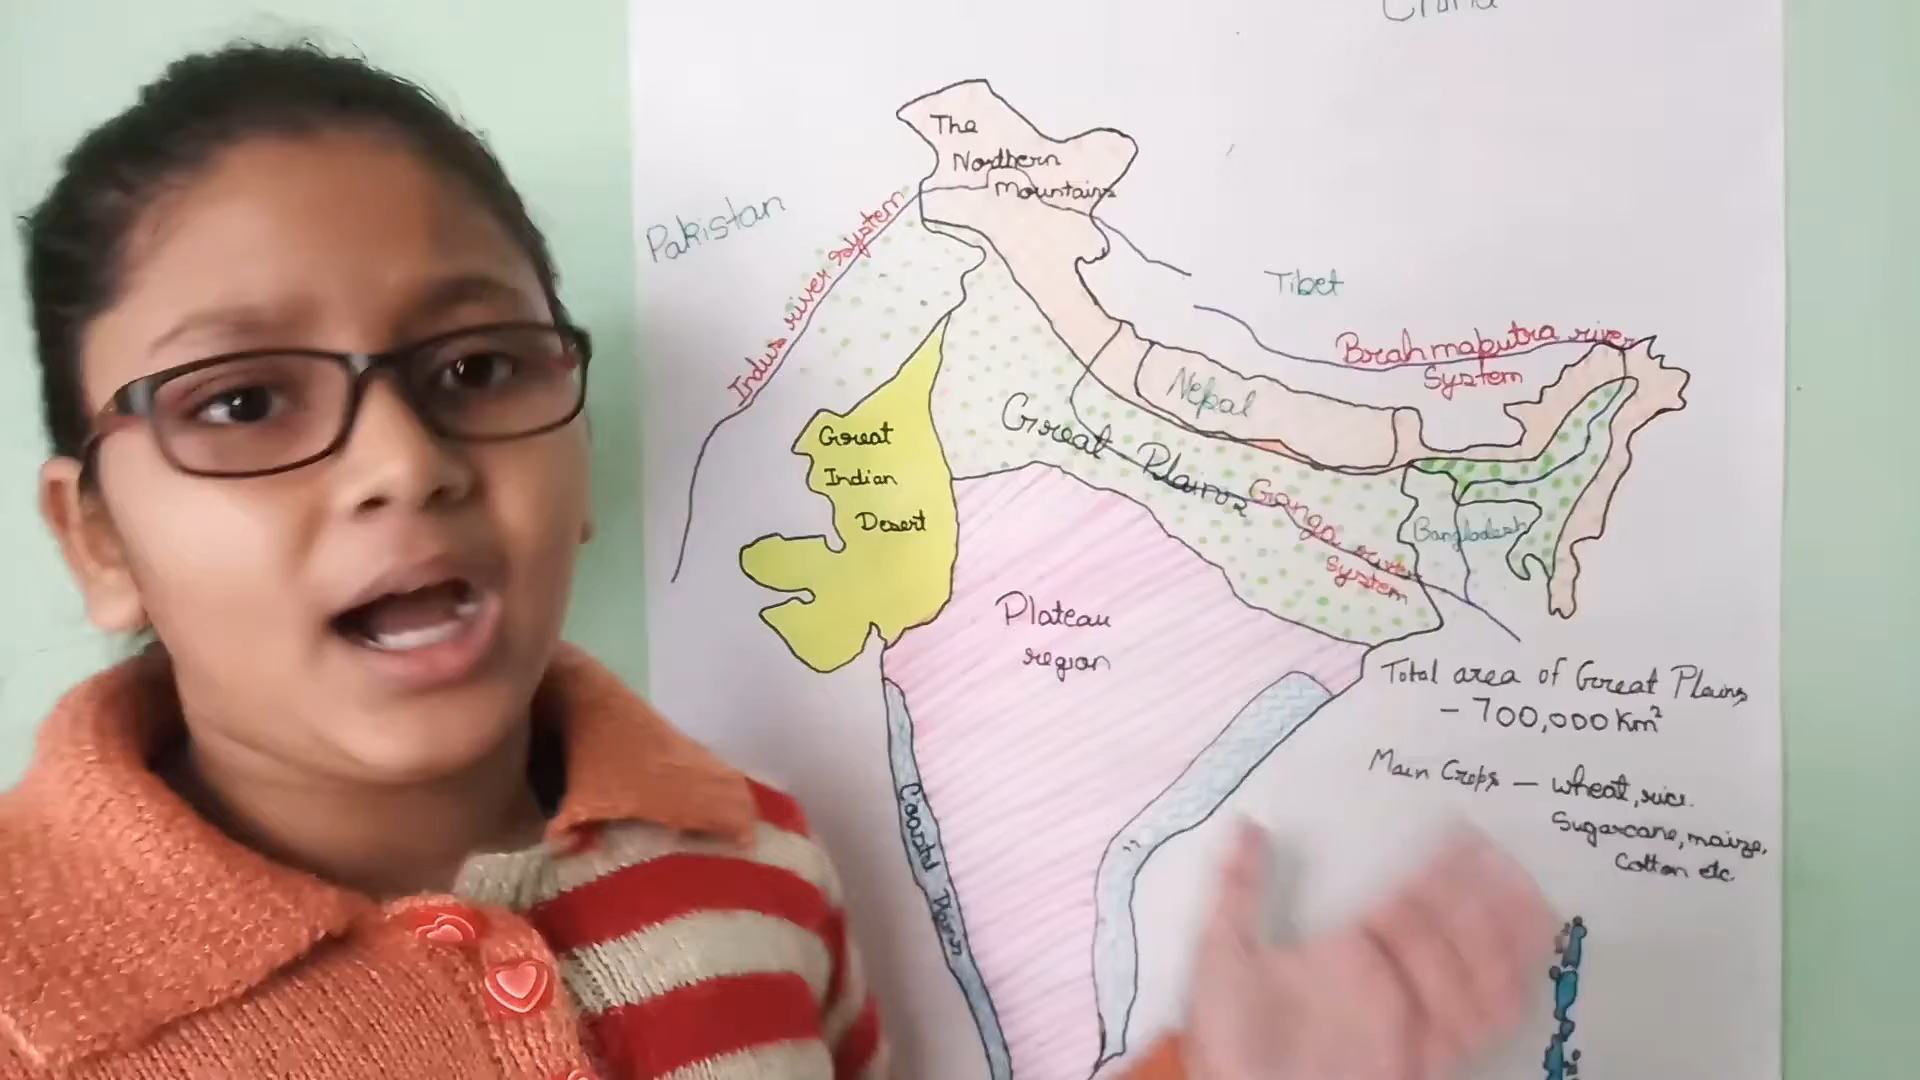 China
The
Northern
Mountains
Pakistan
Indus river system
Tibet
Brahmaputra river
System
Nepal
Great Plains
Great
Indian
Desert
Ganga river
System
Bangladesh
Plateau
region
Total area of Great Plains
- 700,000 Km²
Main Crops - wheat, rice.
Sugarcane, maize,
Cotton etc
Coastal Plains